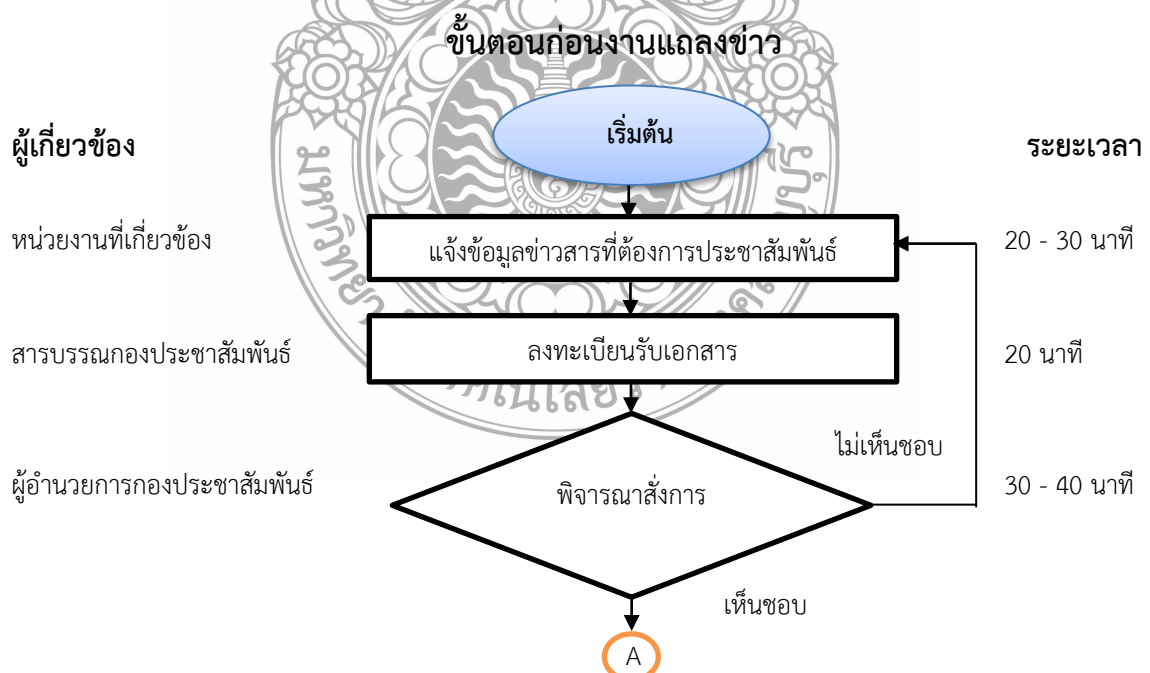 ขั้นตอนก่อนงานแถลงข่าว
ผู้เกี่ยวข้อง
เริ่มต้น
ระยะเวลา
หน่วยงานที่เกี่ยวข้อง
แจ้งข้อมูลข่าวสารที่ต้องการประชาสัมพันธ์
20 - 30 นาที
สารบรรณกองประชาสัมพันธ์
ลงทะเบียนรับเอกสาร
20 นาที
ไม่เห็นชอบ
ผู้อำนวยการกองประชาสัมพันธ์
พิจารณาสั่งการ
30 - 40 นาที
เห็นชอบ
A